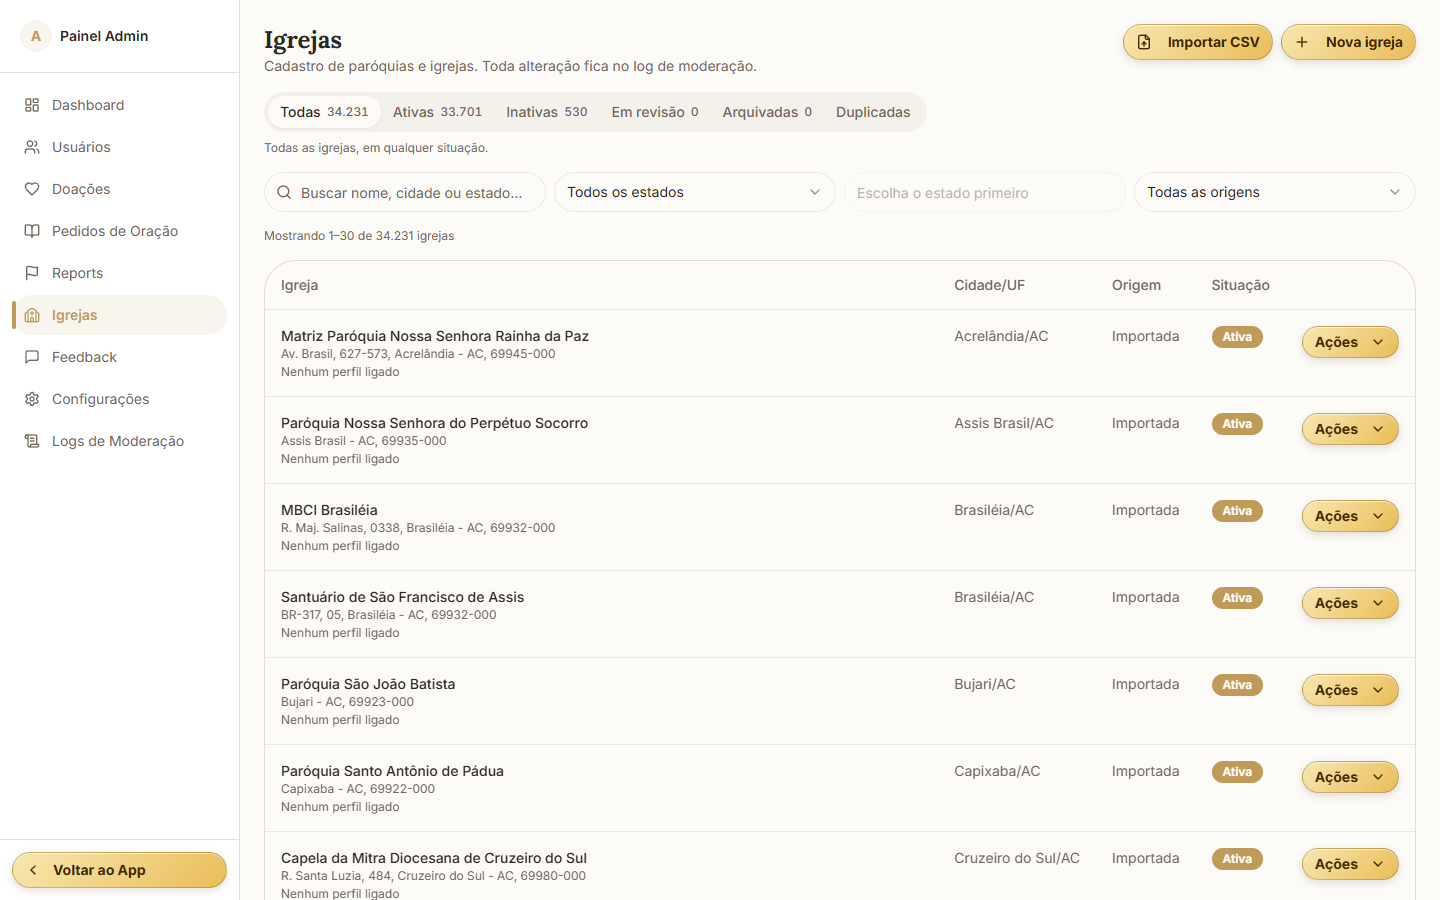 A Painel Admin
Dashboard
Usuários
Doações
Pedidos de Oração
Reports
Igrejas
Feedback
Configurações
Logs de Moderação
Voltar ao App
Igrejas
Cadastro de paróquias e igrejas. Toda alteração fica no log de moderação.
Importar CSV
Nova igreja
Todas 34.231 Ativas 33.701 Inativas 530 Em revisão 0 Arquivadas 0 Duplicadas
Todas as igrejas, em qualquer situação.
Buscar nome, cidade ou estado... Todos os estados Escolha o estado primeiro Todas as origens
Mostrando 1–30 de 34.231 igrejas
Igreja Cidade/UF Origem Situação
Matriz Paróquia Nossa Senhora Rainha da Paz Acrelândia/AC Importada Ativa Ações
Av. Brasil, 627-573, Acrelândia - AC, 69945-000
Nenhum perfil ligado
Paróquia Nossa Senhora do Perpétuo Socorro Assis Brasil/AC Importada Ativa Ações
Assis Brasil - AC, 69935-000
Nenhum perfil ligado
MBCI Brasiléia Brasiléia/AC Importada Ativa Ações
R. Maj. Salinas, 0338, Brasiléia - AC, 69932-000
Nenhum perfil ligado
Santuário de São Francisco de Assis Brasiléia/AC Importada Ativa Ações
BR-317, 05, Brasiléia - AC, 69932-000
Nenhum perfil ligado
Paróquia São João Batista Bujari/AC Importada Ativa Ações
Bujari - AC, 69923-000
Nenhum perfil ligado
Paróquia Santo Antônio de Pádua Capixaba/AC Importada Ativa Ações
Capixaba - AC, 69922-000
Nenhum perfil ligado
Capela da Mitra Diocesana de Cruzeiro do Sul Cruzeiro do Sul/AC Importada Ativa Ações
R. Santa Luzia, 484, Cruzeiro do Sul - AC, 69980-000
Nenhum perfil ligado